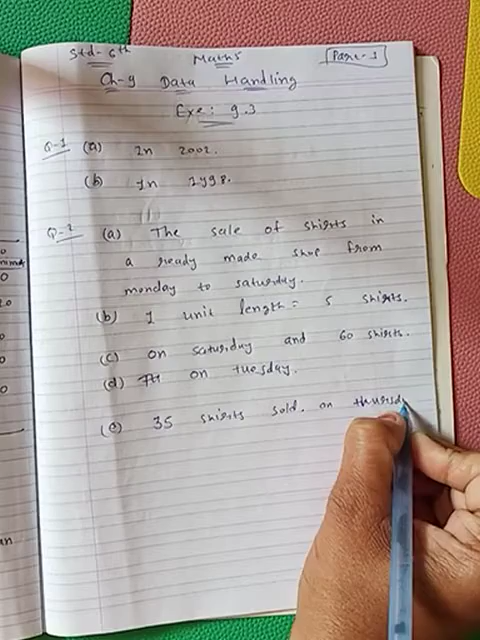 Std-6th Maths Part-1
Ch-9 Data Handling
Exe: 9.3
Q-1 (a) In 2002.
(b) In 1998.
Q-2 (a) The sale of shirts in
a ready made shop from
monday to saturday.
(b) 1 unit length = 5 shirts.
(c) on saturday and 60 shirts.
(d) on tuesday.
(e) 35 shirts sold. on thursd